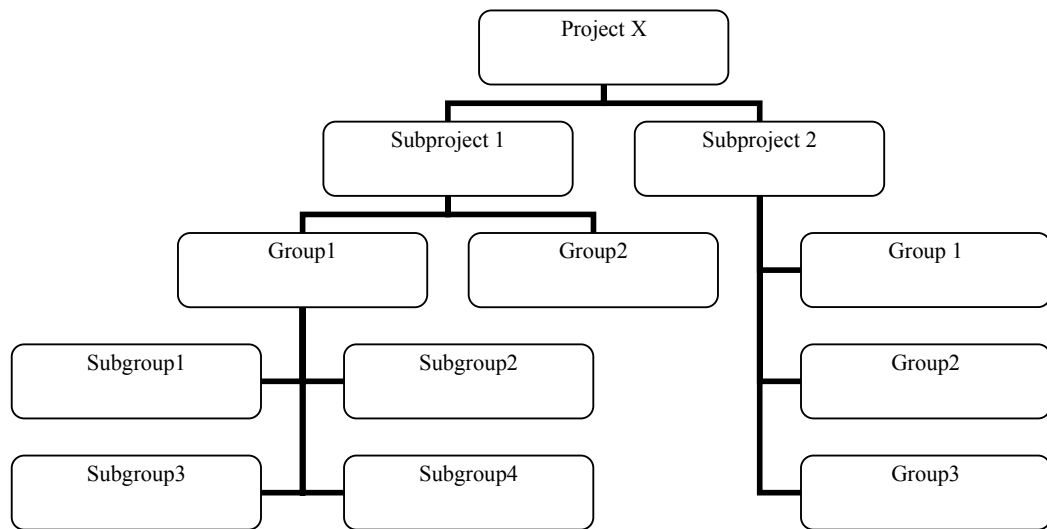 Project X
Subproject 1
Subproject 2
Group1
Group2
Group 1
Subgroup1
Subgroup2
Group2
Subgroup3
Subgroup4
Group3